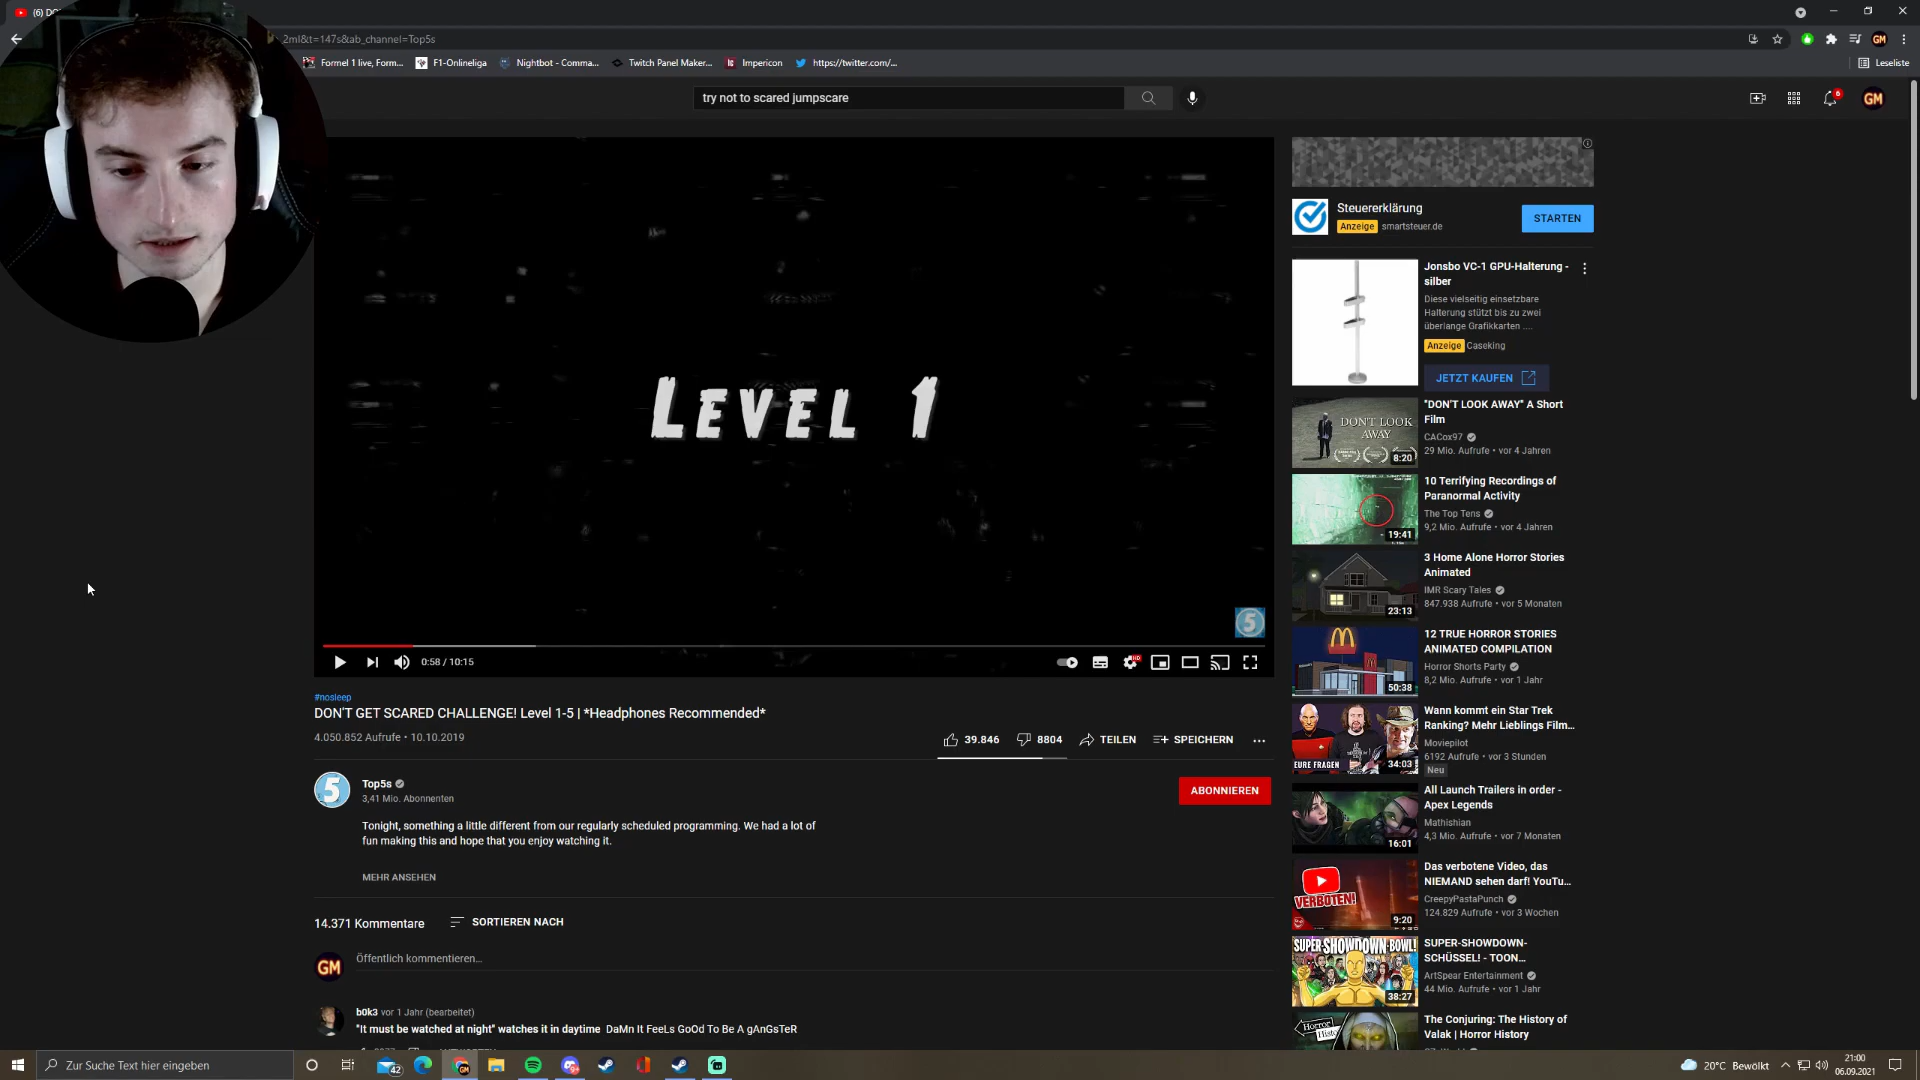 (6) DO
2ml&t=147s&ab_channel=Top5s
Formel 1 live, Form...
F1-Onlineliga
Nightbot - Comma...
Twitch Panel Maker...
Impericon
https://twitter.com/...
Leseliste
try not to scared jumpscare
6
GM
LEVEL 1
5
0:58 / 10:15
HD
#nosleep
DON'T GET SCARED CHALLENGE! Level 1-5 | *Headphones Recommended*
4.050.852 Aufrufe • 10.10.2019
39.846
8804
TEILEN
SPEICHERN
Top5s
3,41 Mio. Abonnenten
ABONNIEREN
Tonight, something a little different from our regularly scheduled programming. We had a lot of
fun making this and hope that you enjoy watching it.
MEHR ANSEHEN
14.371 Kommentare
SORTIEREN NACH
GM
Öffentlich kommentieren...
b0k3 vor 1 Jahr (bearbeitet)
"It must be watched at night" watches it in daytime DaMn It FeeLs GoOd To Be A gAngSteR
Steuererklärung
Anzeige smartsteuer.de
STARTEN
Jonsbo VC-1 GPU-Halterung -
silber
Diese vielseitig einsetzbare
Halterung stützt bis zu zwei
überlange Grafikkarten ....
Anzeige Caseking
JETZT KAUFEN
DON'T LOOK
AWAY
8:20
"DON'T LOOK AWAY" A Short
Film
CACox97
29 Mio. Aufrufe • vor 4 Jahren
19:41
10 Terrifying Recordings of
Paranormal Activity
The Top Tens
9,2 Mio. Aufrufe • vor 4 Jahren
23:13
3 Home Alone Horror Stories
Animated
IMR Scary Tales
847.938 Aufrufe • vor 5 Monaten
50:38
12 TRUE HORROR STORIES
ANIMATED COMPILATION
Horror Shorts Party
8,2 Mio. Aufrufe • vor 1 Jahr
EURE FRAGEN
34:03
Wann kommt ein Star Trek
Ranking? Mehr Lieblings Film...
Moviepilot
6192 Aufrufe • vor 3 Stunden
Neu
16:01
All Launch Trailers in order -
Apex Legends
Mathishian
4,3 Mio. Aufrufe • vor 7 Monaten
VERBOTEN!
9:20
Das verbotene Video, das
NIEMAND sehen darf! YouTu...
CreepyPastaPunch
124.829 Aufrufe • vor 3 Wochen
SUPER-SHOWDOWN-BOWL!
38:27
SUPER-SHOWDOWN-
SCHÜSSEL! - TOON...
ArtSpear Entertainment
44 Mio. Aufrufe • vor 1 Jahr
Horror
The Conjuring: The History of
Valak | Horror History
Zur Suche Text hier eingeben
42
20°C Bewölkt
21:00
06.09.2021